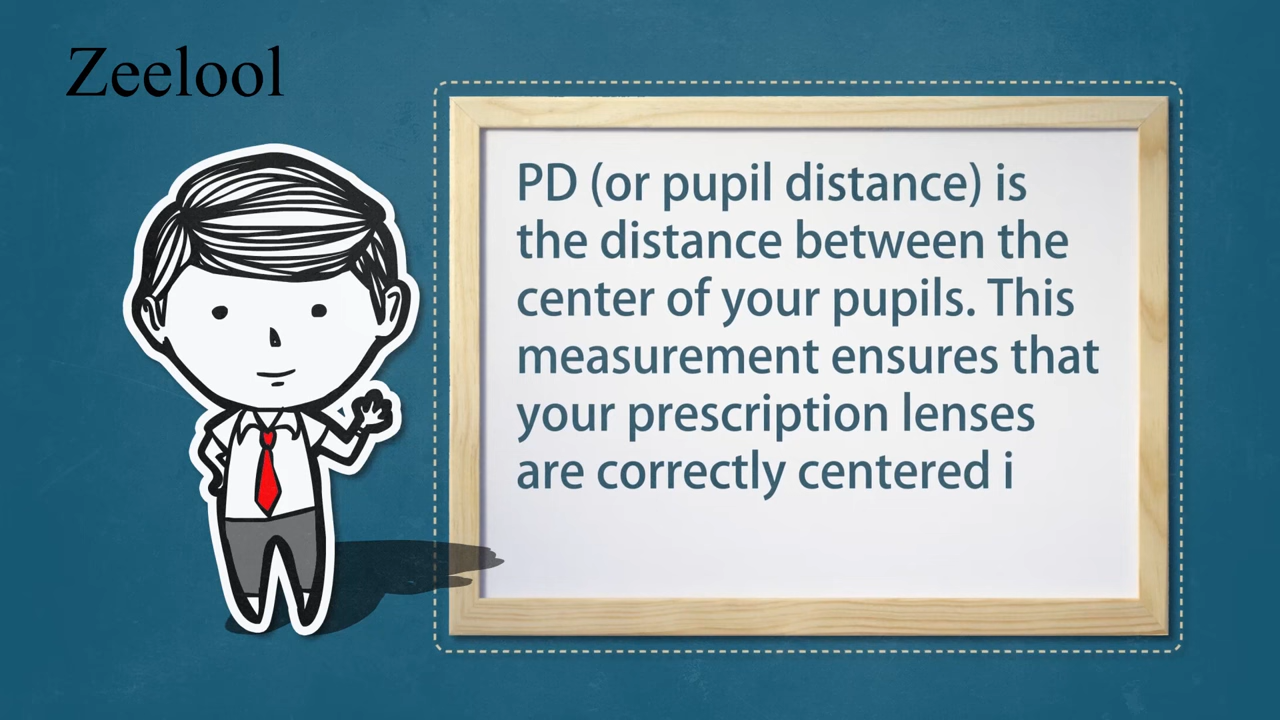 Zeelool
PD (or pupil distance) is
the distance between the
center of your pupils. This
measurement ensures that
your prescription lenses
are correctly centered i